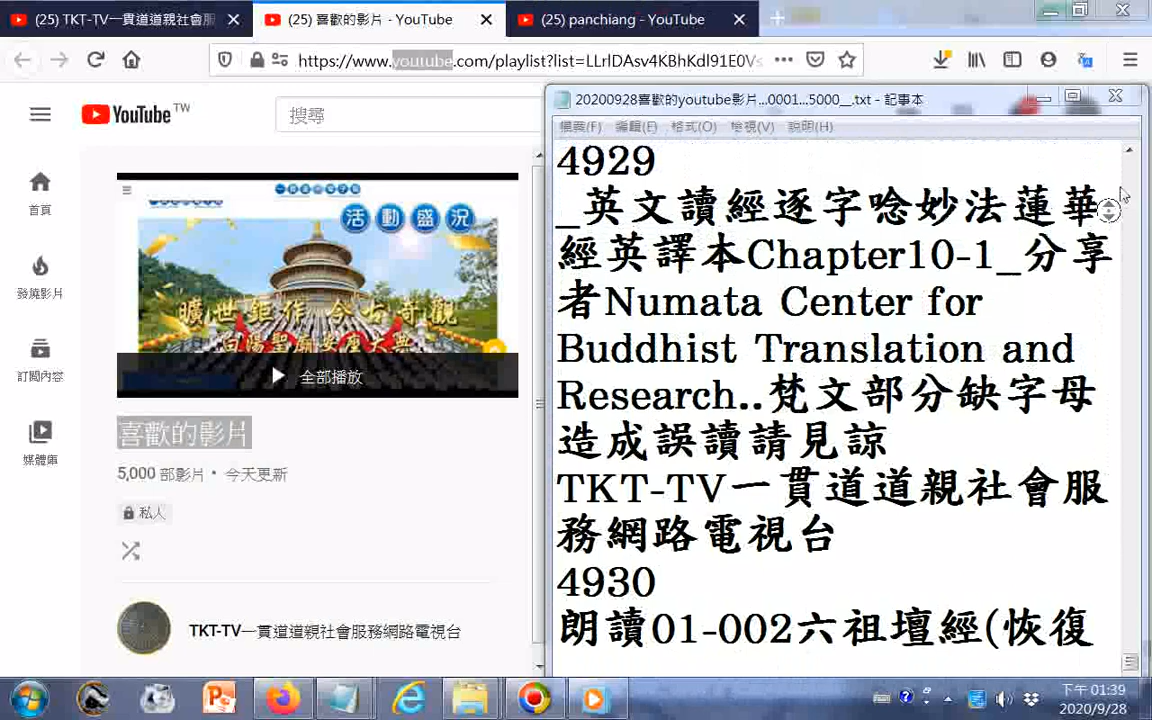 (25) TKT-TV一貫道道親社會服
(25) 喜歡的影片 - YouTube
(25) panchiang - YouTube
https://www.youtube.com/playlist?list=LLrlDAsv4KBhKdl91E0Vs
YouTube TW
搜尋
首頁
發燒影片
訂閱內容
媒體庫
活動盛況
曠世鉅作 今古奇觀
全部播放
喜歡的影片
5,000 部影片 • 今天更新
私人
TKT-TV一貫道道親社會服務網路電視台
20200928喜歡的youtube影片...0001...5000__.txt - 記事本
檔案(F) 編輯(E) 格式(O) 檢視(V) 說明(H)
4929
_英文讀經逐字唸妙法蓮華
經英譯本Chapter10-1_分享
者Numata Center for
Buddhist Translation and
Research..梵文部分缺字母
造成誤讀請見諒
TKT-TV一貫道道親社會服
務網路電視台
4930
朗讀01-002六祖壇經(恢復
下午 01:39
2020/9/28